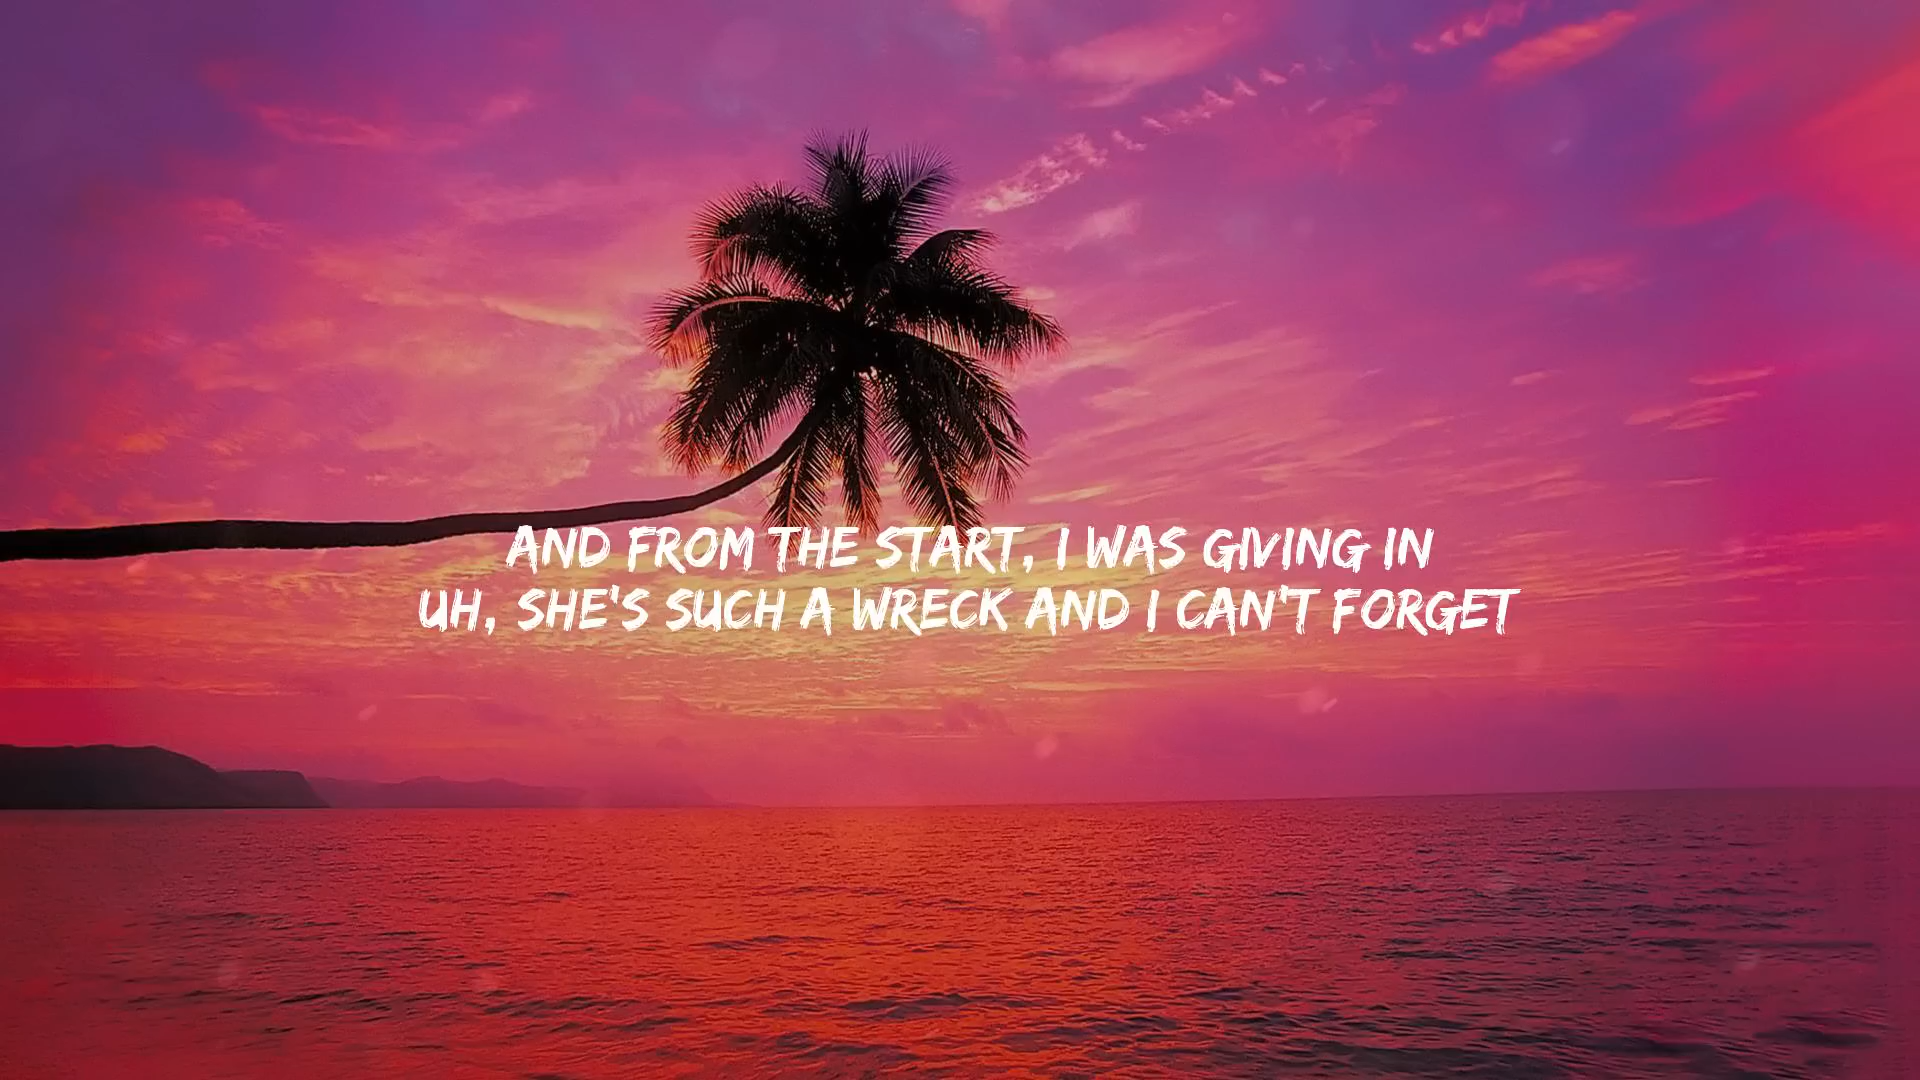 AND FROM THE START, I WAS GIVING IN
UH, SHE'S SUCH A WRECK AND I CAN'T FORGET